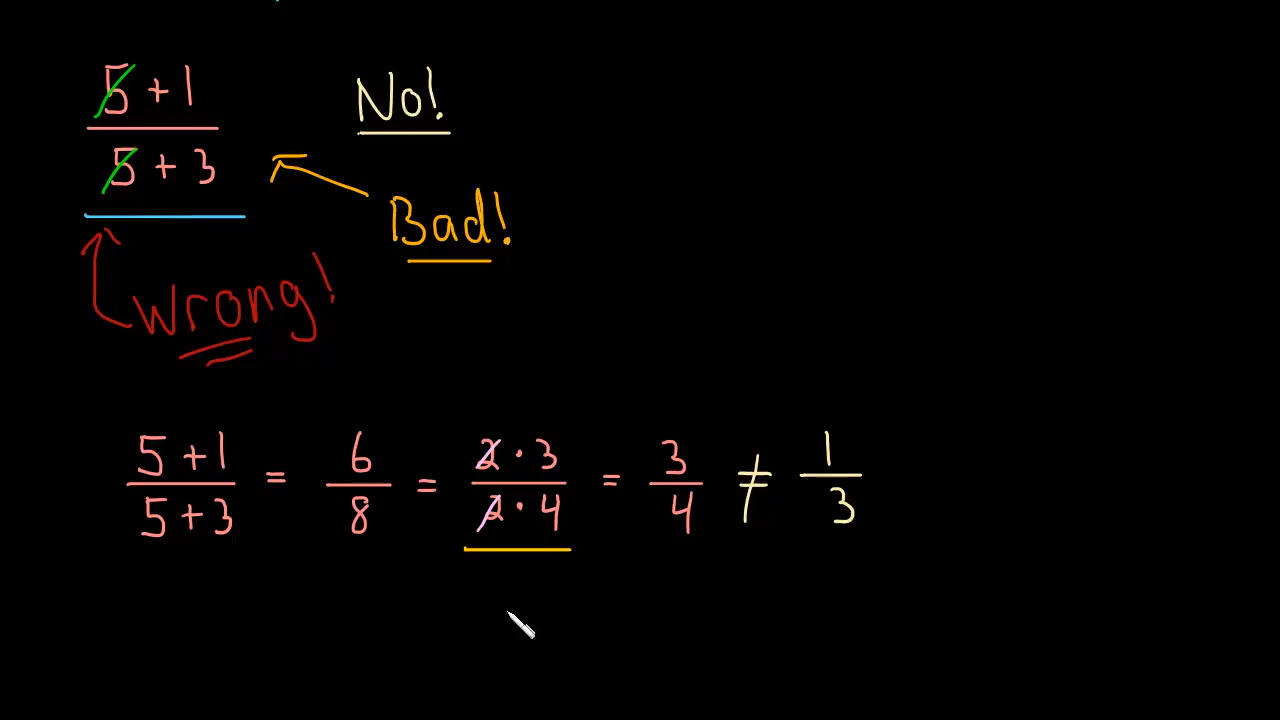 5 + 1 No!
5 + 3
Bad!
Wrong!
5 + 1 = 6 = 2 · 3 = 3 ≠ 1
5 + 3 8 2 · 4 4 3